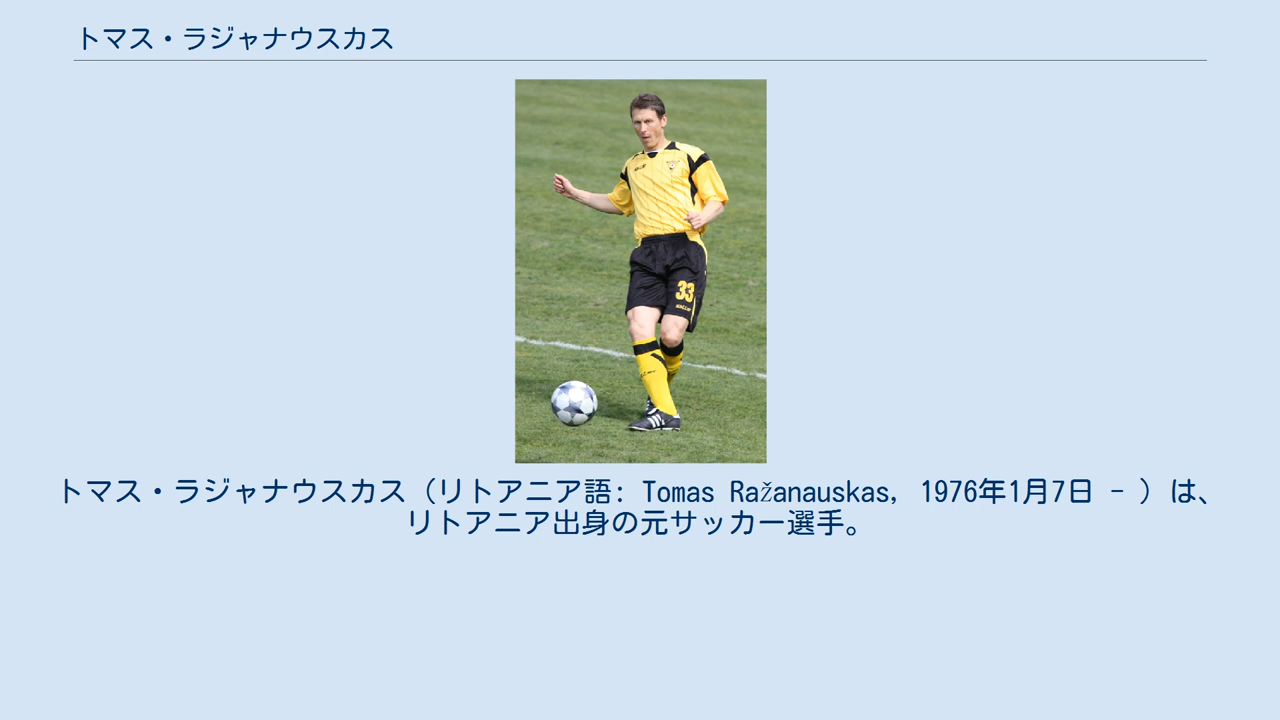 トマス・ラジャナウスカス
33
トマス・ラジャナウスカス（リトアニア語: Tomas Ražanauskas, 1976年1月7日 - ）は、
リトアニア出身の元サッカー選手。